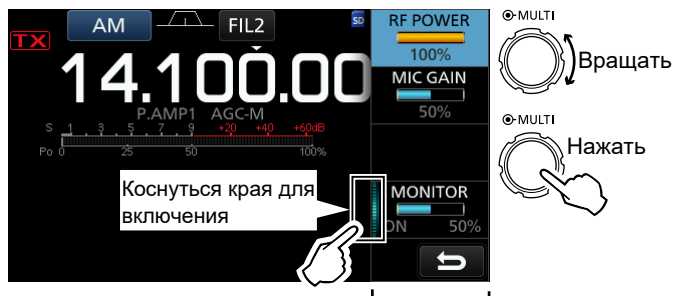 AM
FIL2
SD
TX
14.100.00
P.AMP1 AGC-M
S 1 3 5 7 9 +20 +40 +60dB
Po 0 25 50 100%
Коснуться края для
включения
RF POWER
100%
MIC GAIN
50%
MONITOR
ON 50%
MULTI
Вращать
MULTI
Нажать